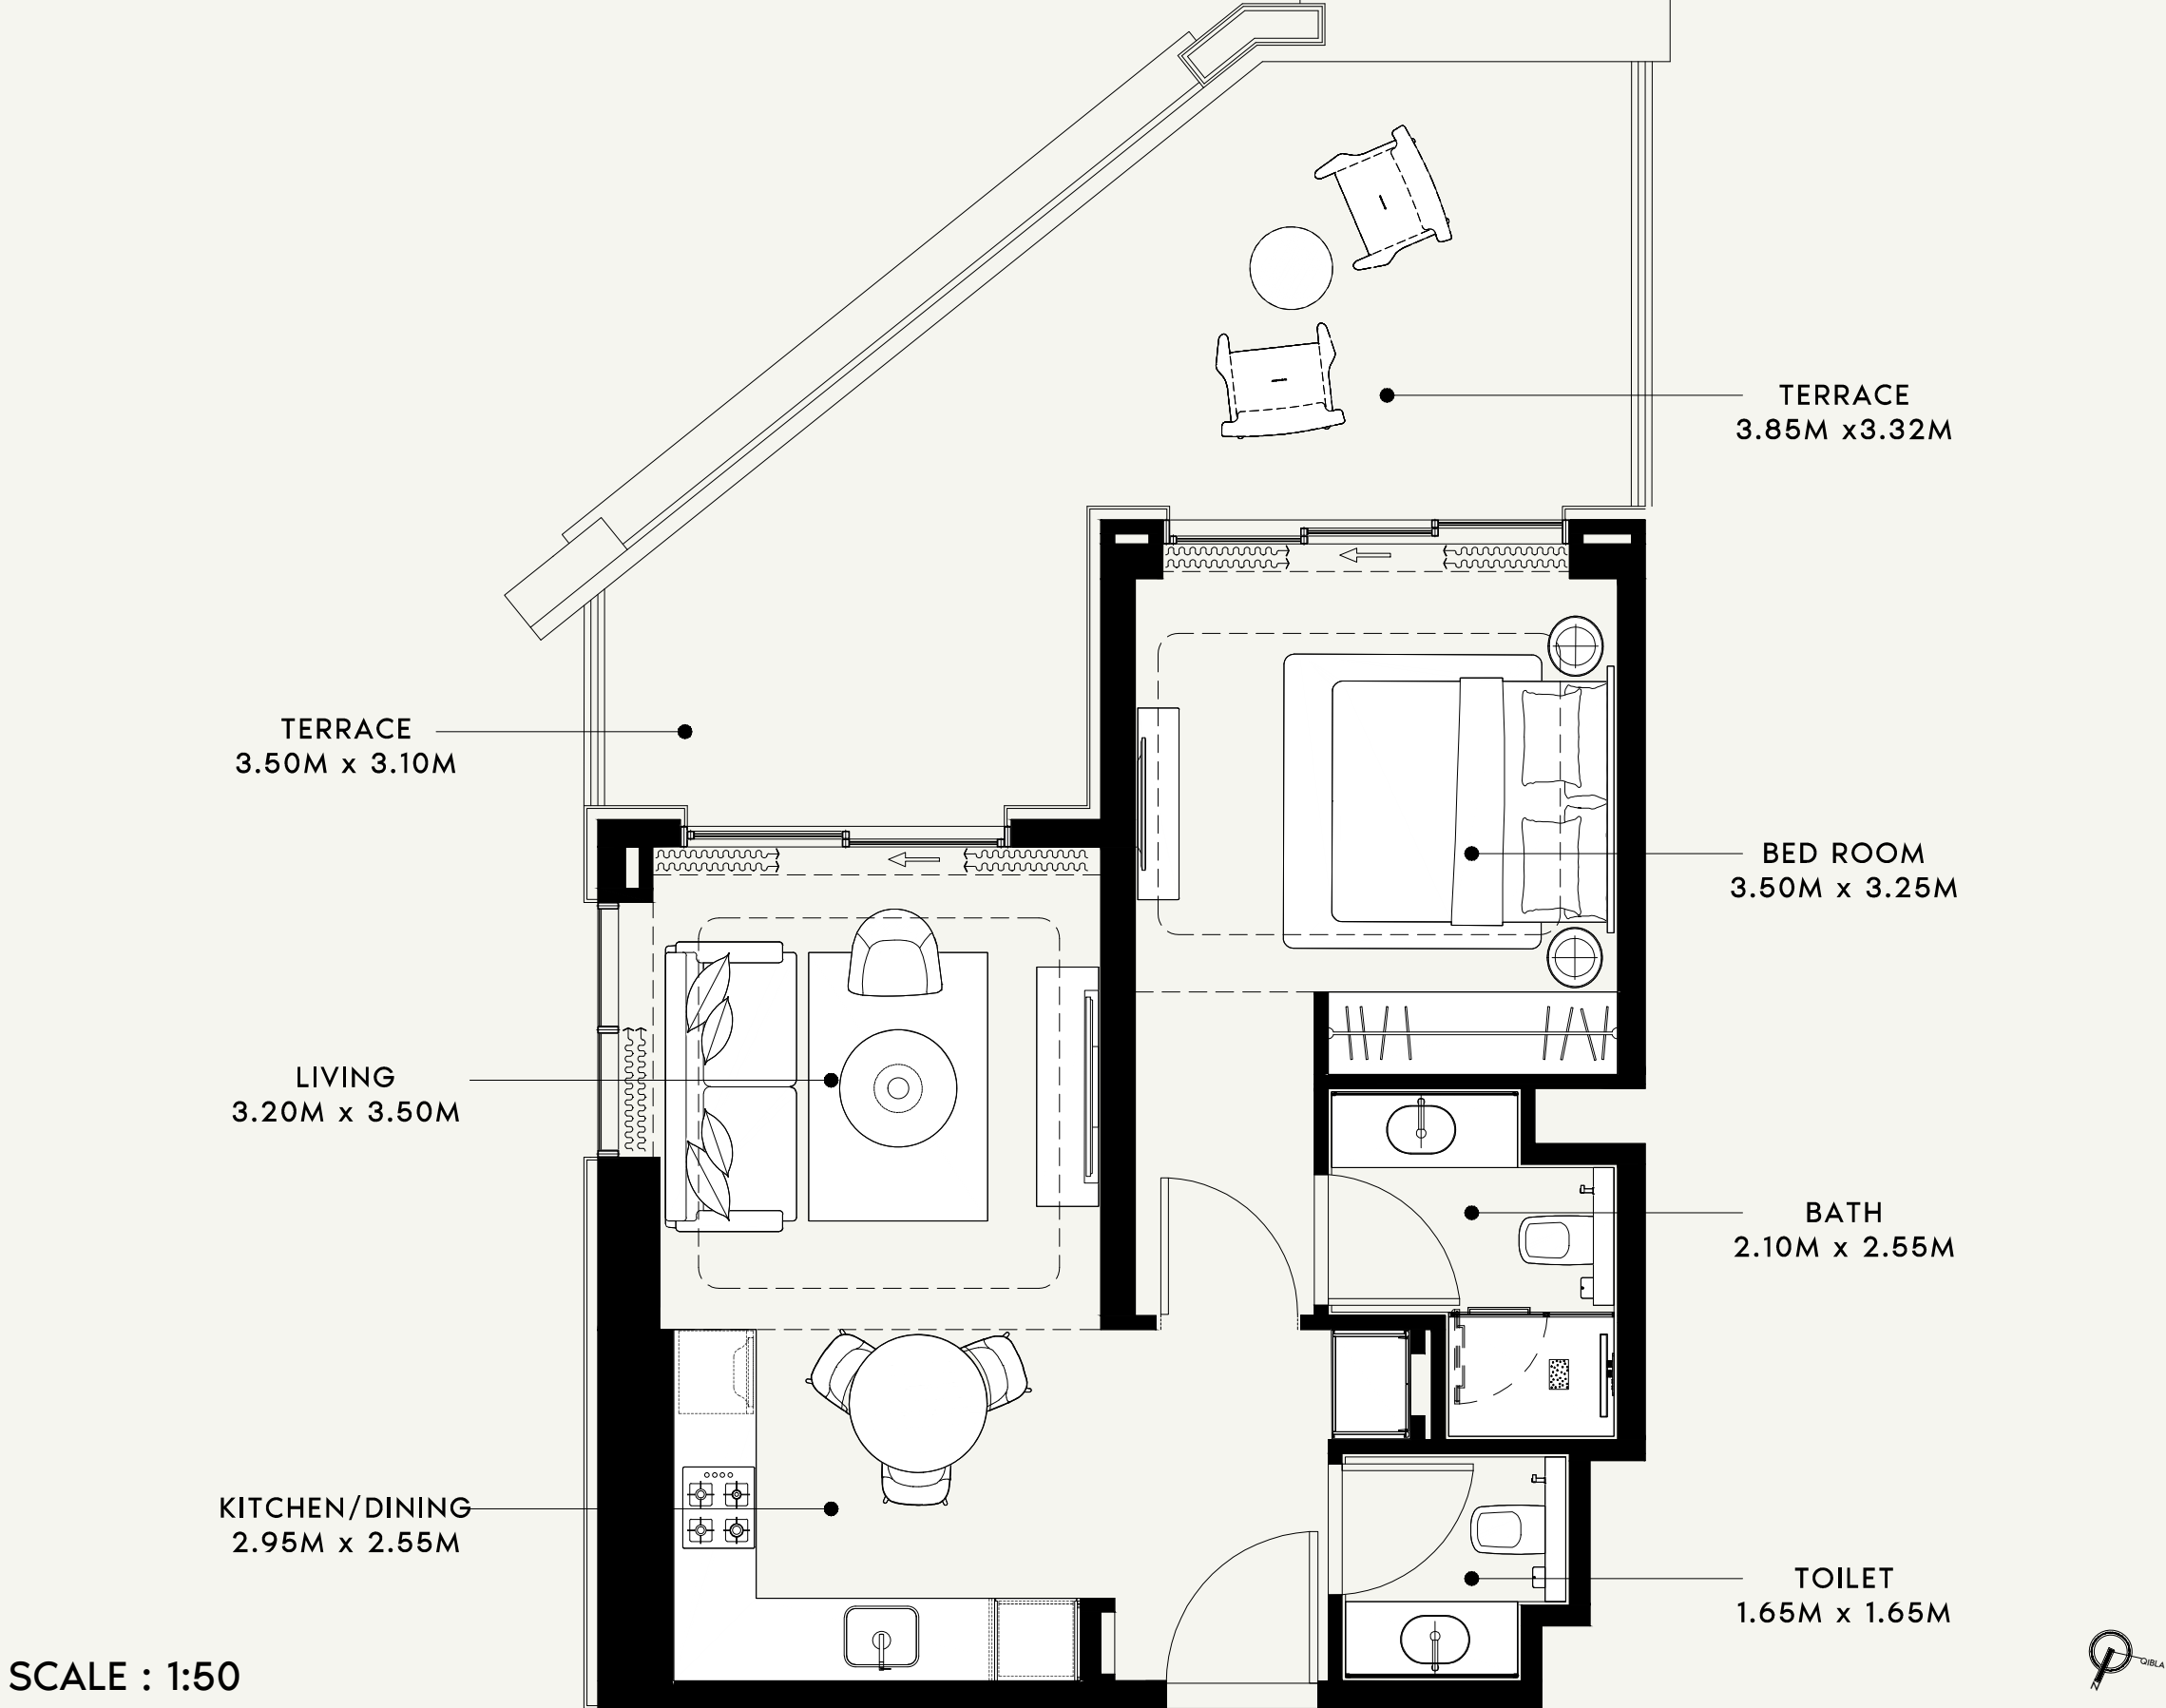 TERRACE
3.85M x3.32M
TERRACE
3.50M x 3.10M
BED ROOM
3.50M x 3.25M
LIVING
3.20M x 3.50M
BATH
2.10M x 2.55M
KITCHEN/DINING
2.95M x 2.55M
TOILET
1.65M x 1.65M
SCALE : 1:50
QIBLA
N